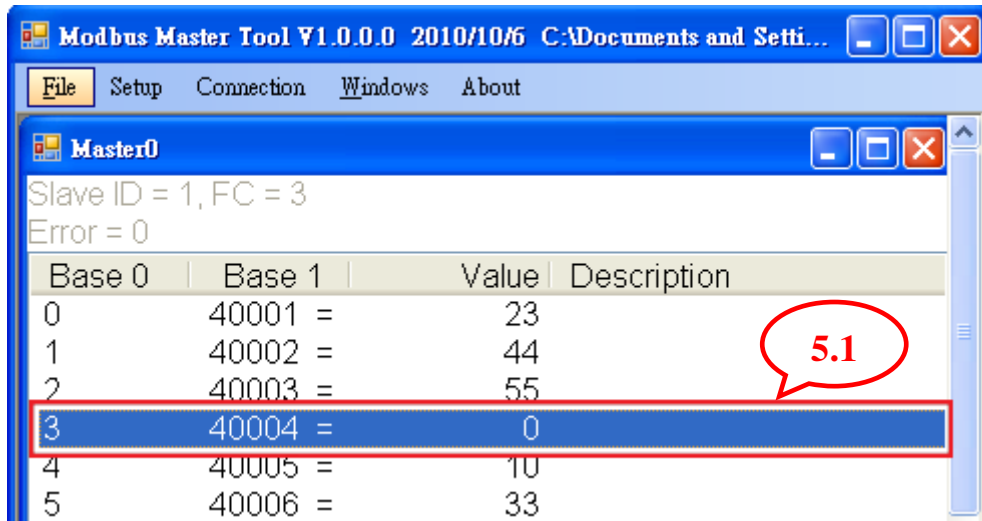 Modbus Master Tool V1.0.0.0 2010/10/6 C:\Documents and Setti...
File Setup Connection Windows About
Master0
Slave ID = 1, FC = 3
Error = 0
Base 0 Base 1 Value Description
0 40001 = 23
1 40002 = 44
5.1
2 40003 = 55
3 40004 = 0
4 40005 = 10
5 40006 = 33